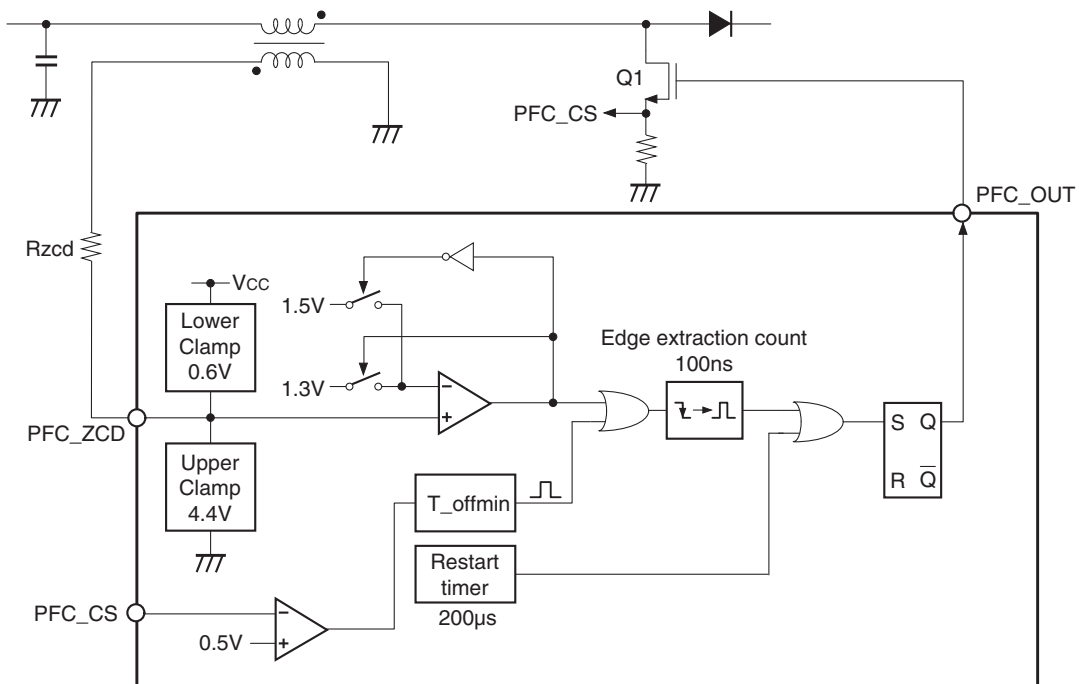 Q1
PFC_CS
PFC_OUT
Rzcd
VCC
Lower
Clamp
0.6V
1.5V
1.3V
Edge extraction count
100ns
−
+
PFC_ZCD
Upper
Clamp
4.4V
S Q
R Q̅
T_offmin
Restart
timer
200μs
PFC_CS
−
0.5V
+